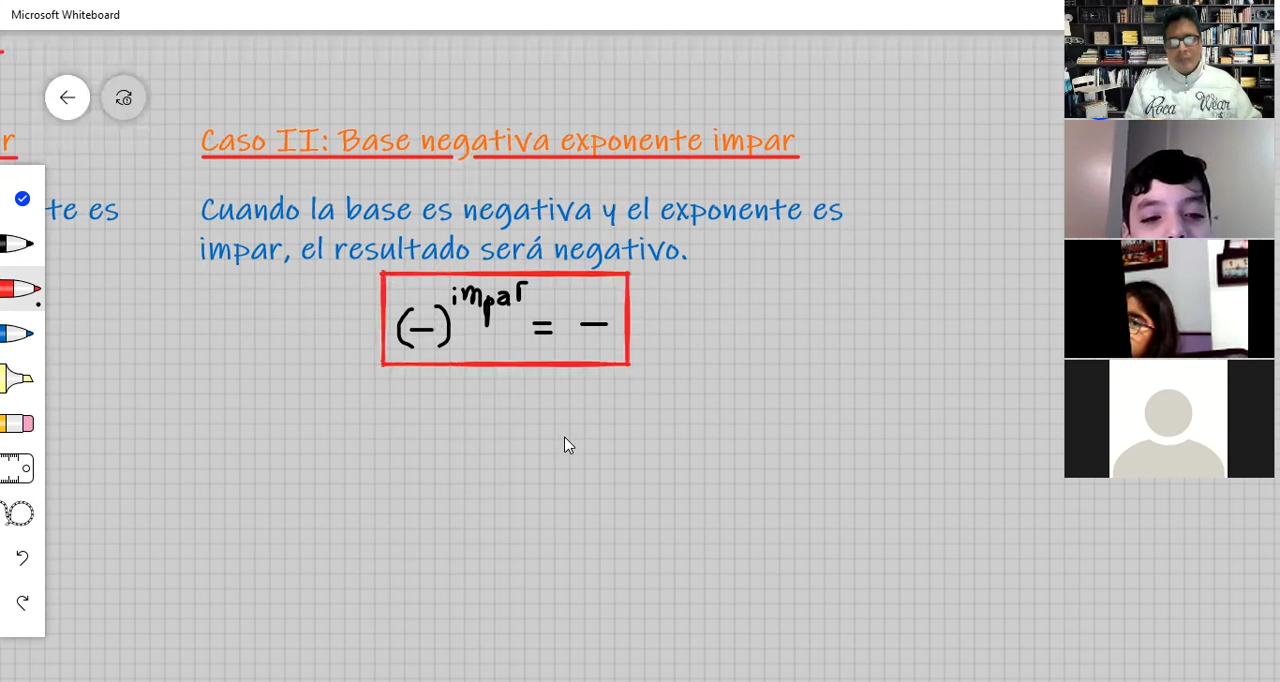 Microsoft Whiteboard
r
Caso II: Base negativa exponente impar
te es
Cuando la base es negativa y el exponente es
impar, el resultado será negativo.
(-)^impar = -
Roca Wear